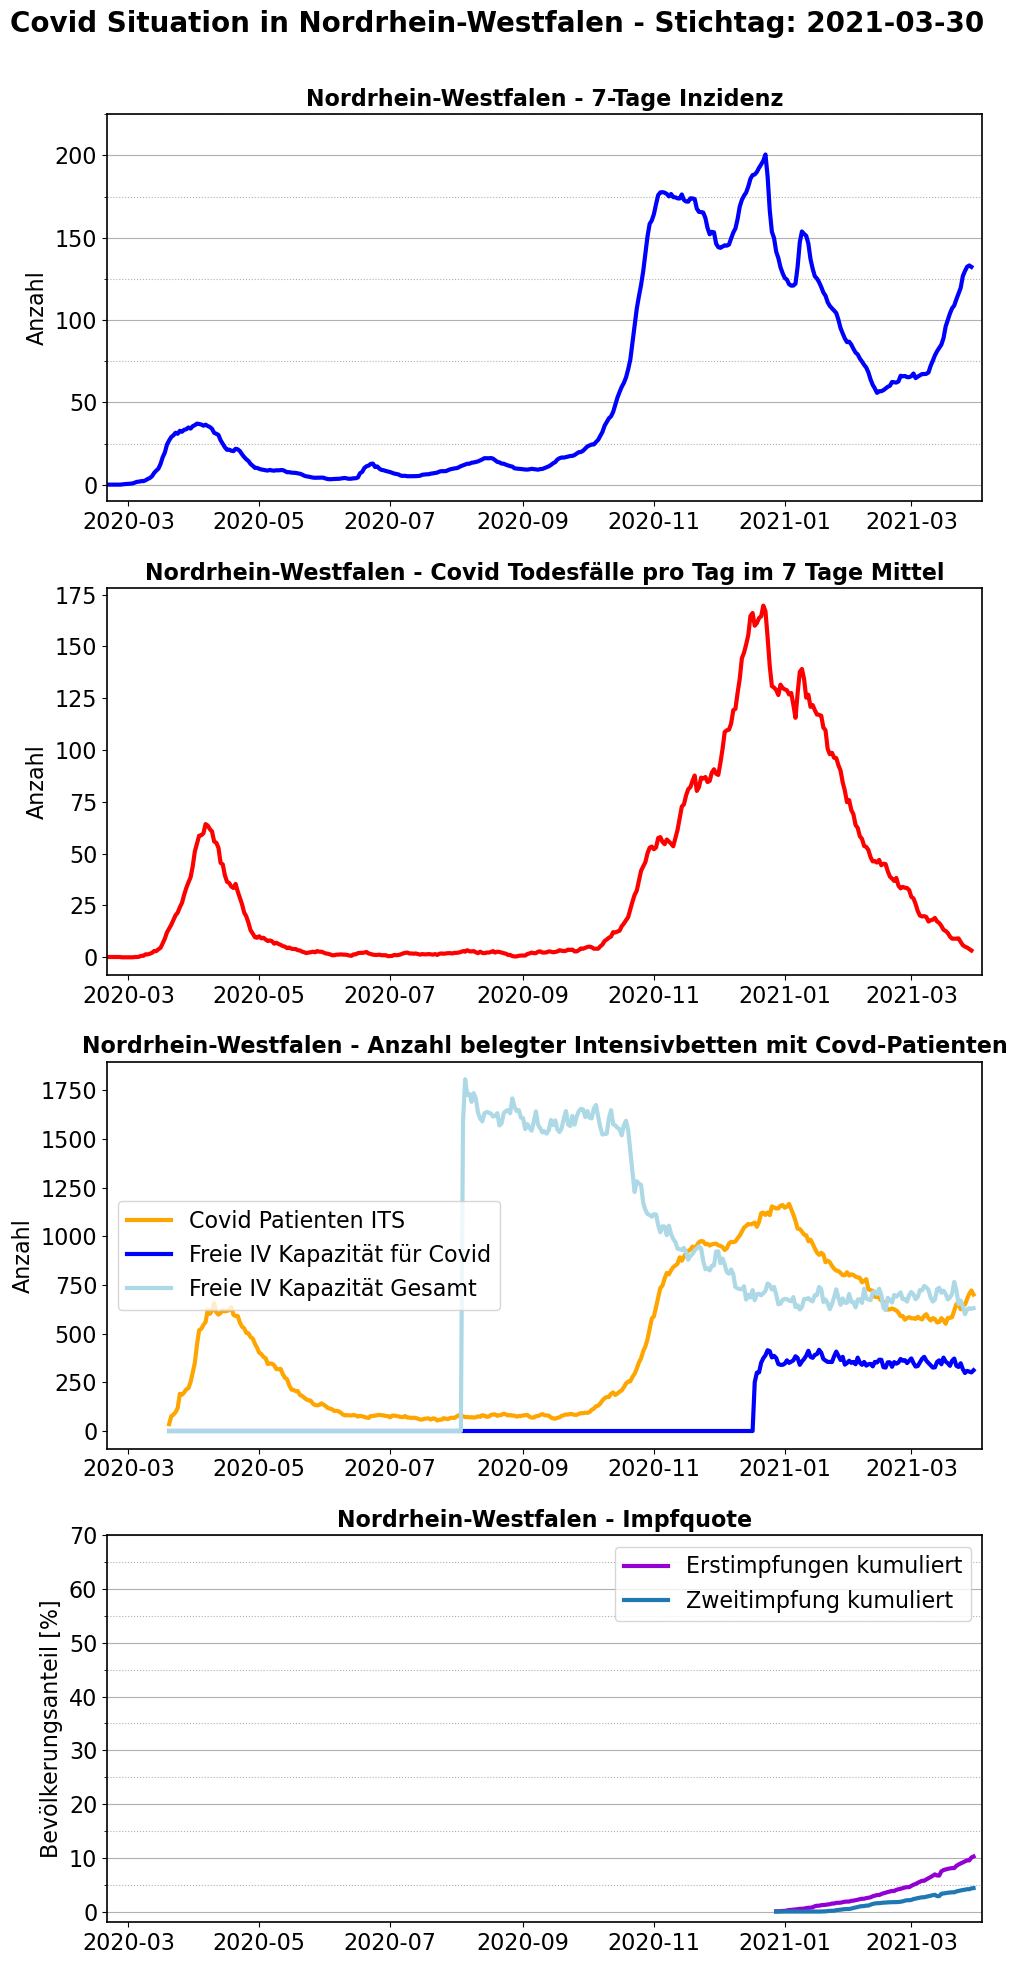 Covid Situation in Nordrhein-Westfalen - Stichtag: 2021-03-30
Nordrhein-Westfalen - 7-Tage Inzidenz
Anzahl
200
150
100
50
0
2020-03 2020-05 2020-07 2020-09 2020-11 2021-01 2021-03
Nordrhein-Westfalen - Covid Todesfälle pro Tag im 7 Tage Mittel
Anzahl
175
150
125
100
75
50
25
0
2020-03 2020-05 2020-07 2020-09 2020-11 2021-01 2021-03
Nordrhein-Westfalen - Anzahl belegter Intensivbetten mit Covd-Patienten
Anzahl
1750
1500
1250
1000
750
500
250
0
Covid Patienten ITS
Freie IV Kapazität für Covid
Freie IV Kapazität Gesamt
2020-03 2020-05 2020-07 2020-09 2020-11 2021-01 2021-03
Nordrhein-Westfalen - Impfquote
Bevölkerungsanteil [%]
70
60
50
40
30
20
10
0
Erstimpfungen kumuliert
Zweitimpfung kumuliert
2020-03 2020-05 2020-07 2020-09 2020-11 2021-01 2021-03